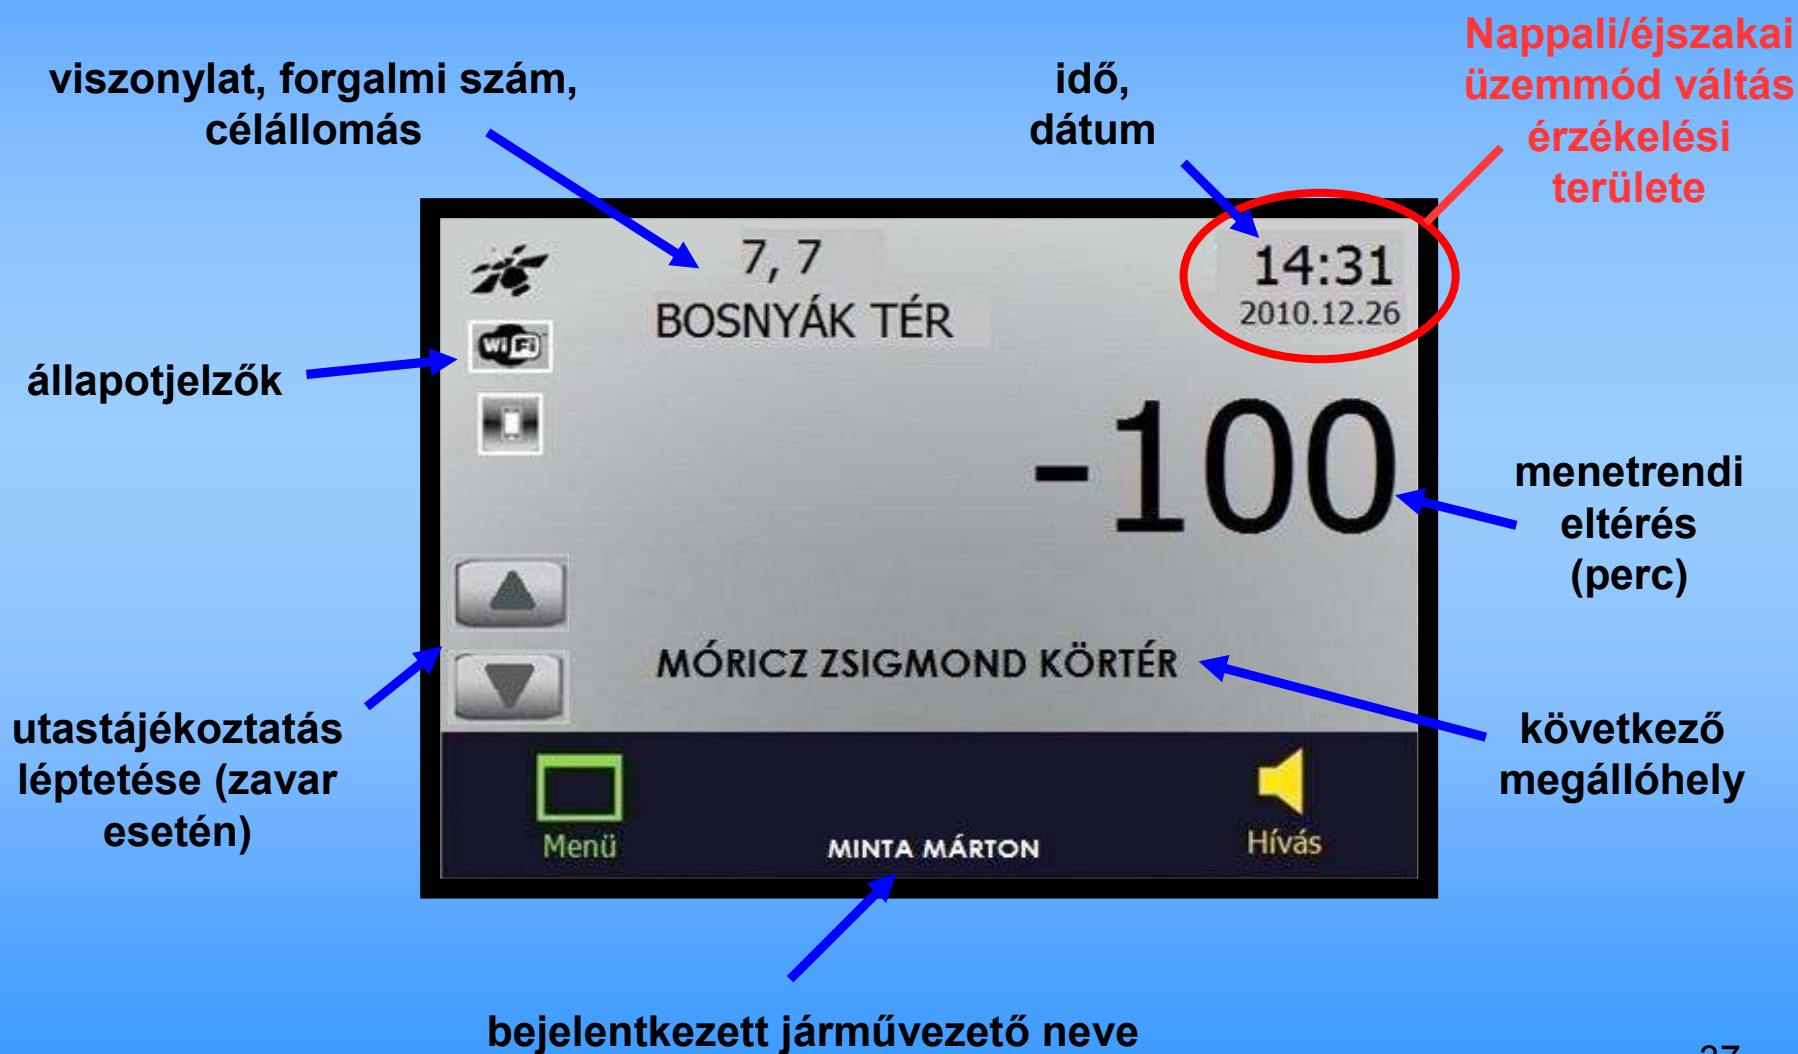 viszonylat, forgalmi szám,
célállomás
idő,
dátum
Nappali/éjszakai
üzemmód váltás
érzékelési
területe
7, 7
BOSNYÁK TÉR
14:31
2010.12.26
WiFi
állapotjelzők
-100
menetrendi
eltérés
(perc)
MÓRICZ ZSIGMOND KÖRTÉR
utastájékoztatás
léptetése (zavar
esetén)
következő
megállóhely
Menü
MINTA MÁRTON
Hívás
bejelentkezett járművezető neve